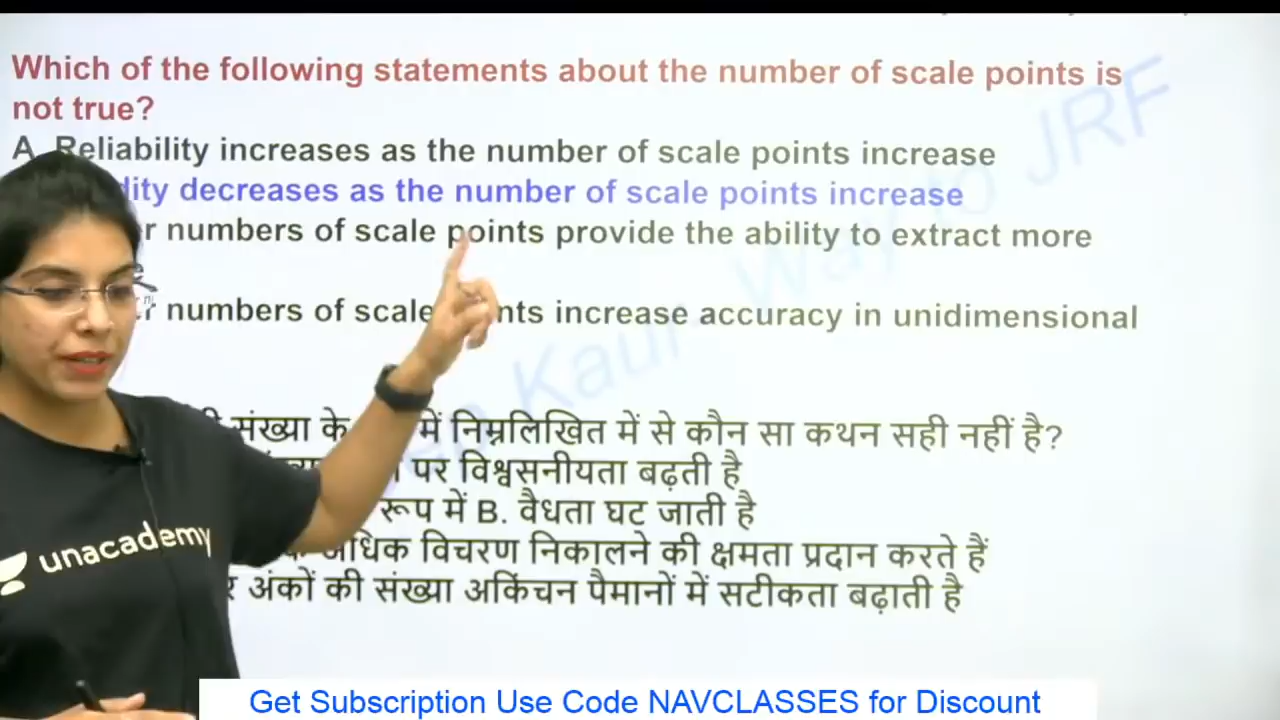 Which of the following statements about the number of scale points is
not true?
A. Reliability increases as the number of scale points increase
decreases as the number of scale points increase
numbers of scale points provide the ability to extract more
numbers of scale increase accuracy in unidimensional
संख्या के में निम्नलिखित में से कौन सा कथन सही नहीं है?
पर विश्वसनीयता बढ़ती है
रूप में B. वैधता घट जाती है
अधिक विचरण निकालने की क्षमता प्रदान करते हैं
अंकों की संख्या अकिंचन पैमानों में सटीकता बढ़ाती है
Kaur- Way to JRF
unacademy
Get Subscription Use Code NAVCLASSES for Discount